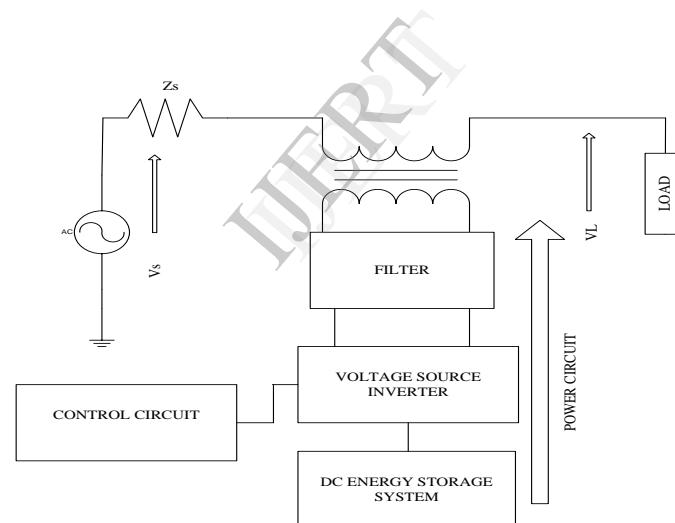 IJERT
Zs
AC
Vs
VL
LOAD
FILTER
VOLTAGE SOURCE
INVERTER
CONTROL CIRCUIT
POWER CIRCUIT
DC ENERGY STORAGE
SYSTEM